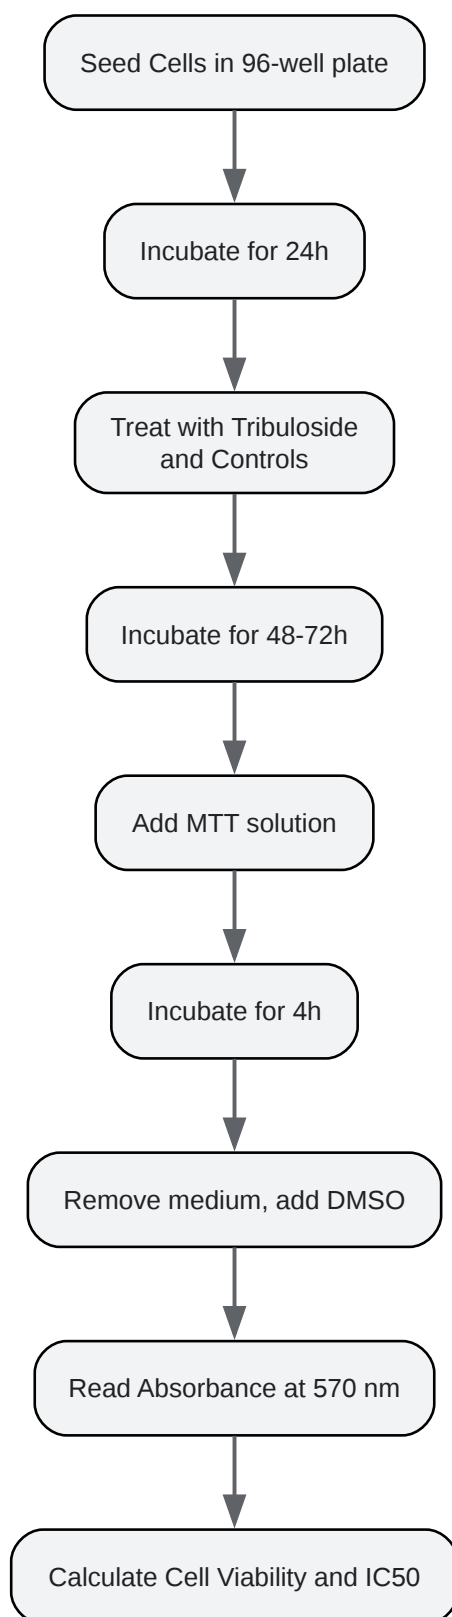 Seed Cells in 96-well plate
Incubate for 24h
Treat with Tribuloside
and Controls
Incubate for 48-72h
Add MTT solution
Incubate for 4h
Remove medium, add DMSO
Read Absorbance at 570 nm
Calculate Cell Viability and IC50